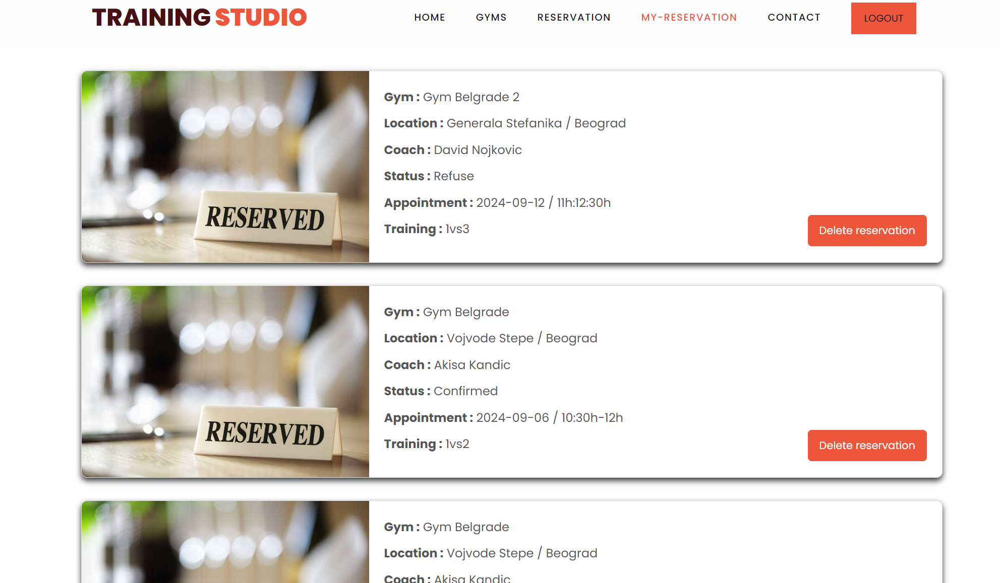 TRAINING STUDIO
HOME GYMS RESERVATION MY-RESERVATION CONTACT LOGOUT
RESERVED
Gym : Gym Belgrade 2
Location : Generala Stefanika / Beograd
Coach : David Nojkovic
Status : Refuse
Appointment : 2024-09-12 / 11h:12:30h
Training : 1vs3
Delete reservation
RESERVED
Gym : Gym Belgrade
Location : Vojvode Stepe / Beograd
Coach : Akisa Kandic
Status : Confirmed
Appointment : 2024-09-06 / 10:30h-12h
Training : 1vs2
Delete reservation
Gym : Gym Belgrade
Location : Vojvode Stepe / Beograd
Coach : Akisa Kandic